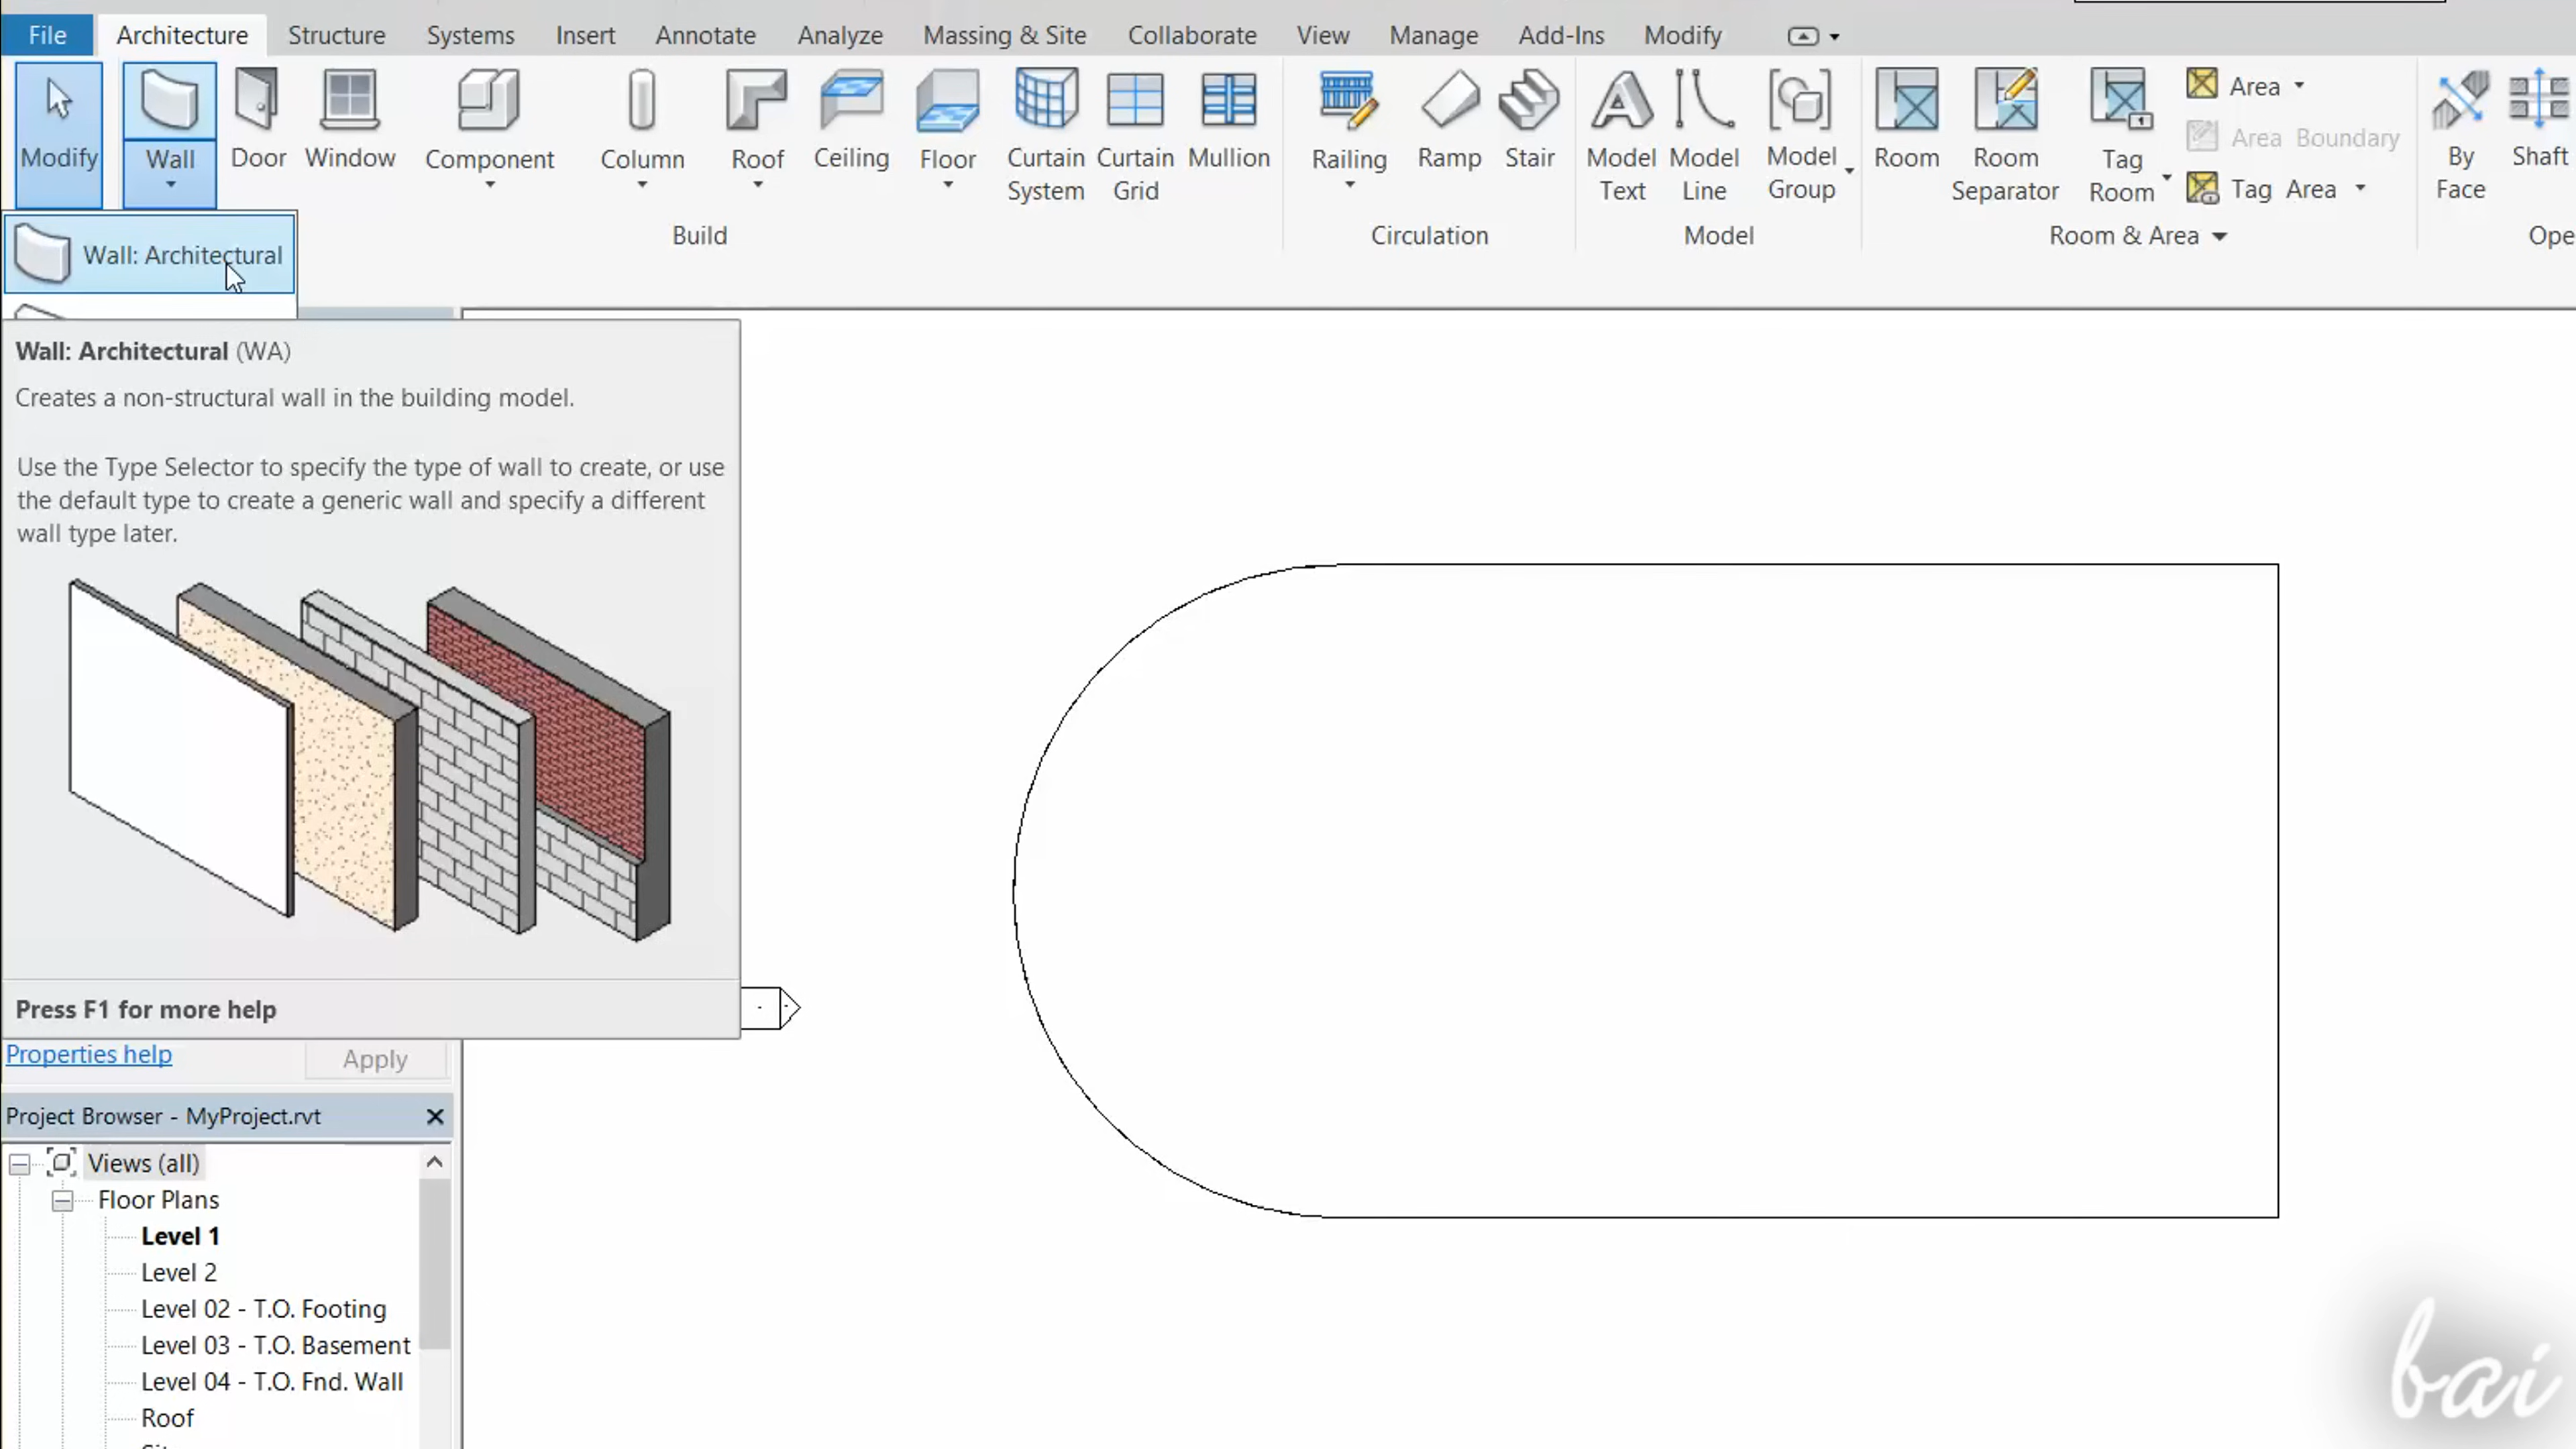 File Architecture Structure Systems Insert Annotate Analyze Massing & Site Collaborate View Manage Add-Ins Modify
Modify Wall Door Window Component Column Roof Ceiling Floor Curtain System Curtain Grid Mullion Railing Ramp Stair Model Text Model Line Model Group Room Room Separator Tag Room By Face Shaft
Area
Area Boundary
Tag Area
Build Circulation Model Room & Area Ope
Wall: Architectural
Wall: Architectural (WA)
Creates a non-structural wall in the building model.
Use the Type Selector to specify the type of wall to create, or use
the default type to create a generic wall and specify a different
wall type later.
Press F1 for more help
Properties help Apply
Project Browser - MyProject.rvt
Views (all)
Floor Plans
Level 1
Level 2
Level 02 - T.O. Footing
Level 03 - T.O. Basement
Level 04 - T.O. Fnd. Wall
Roof
bai